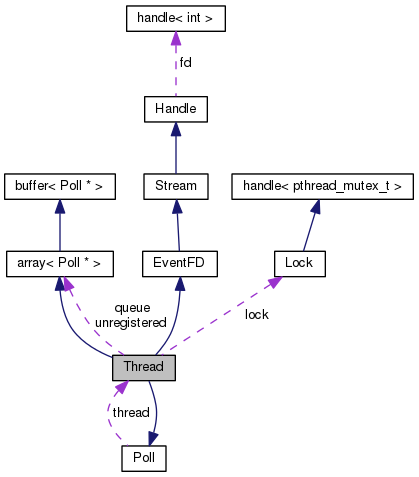 handle< int >
fd
Handle
buffer< Poll * >
Stream
handle< pthread_mutex_t >
array< Poll * >
EventFD
Lock
queue
unregistered
lock
Thread
thread
Poll